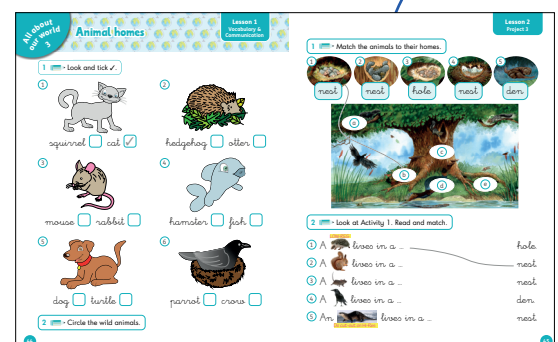 All about
our world
3
Animal homes
Lesson 1
Vocabulary &
Communication
1 • Look and tick ✓.
1
squirrel cat ✓
2
hedgehog otter
3
mouse rabbit
4
hamster fish
5
dog turtle
6
parrot crow
2 • Circle the wild animals.
Lesson 2
Project 3
1 • Match the animals to their homes.
1 2 3 4 5
nest nest hole nest den
a
b
c
d
e
2 • Look at Activity 1. Read and match.
1 A lives in a ... hole.
2 A lives in a ... nest.
3 A lives in a ... nest.
4 A lives in a ... den.
5 An lives in a ... nest.